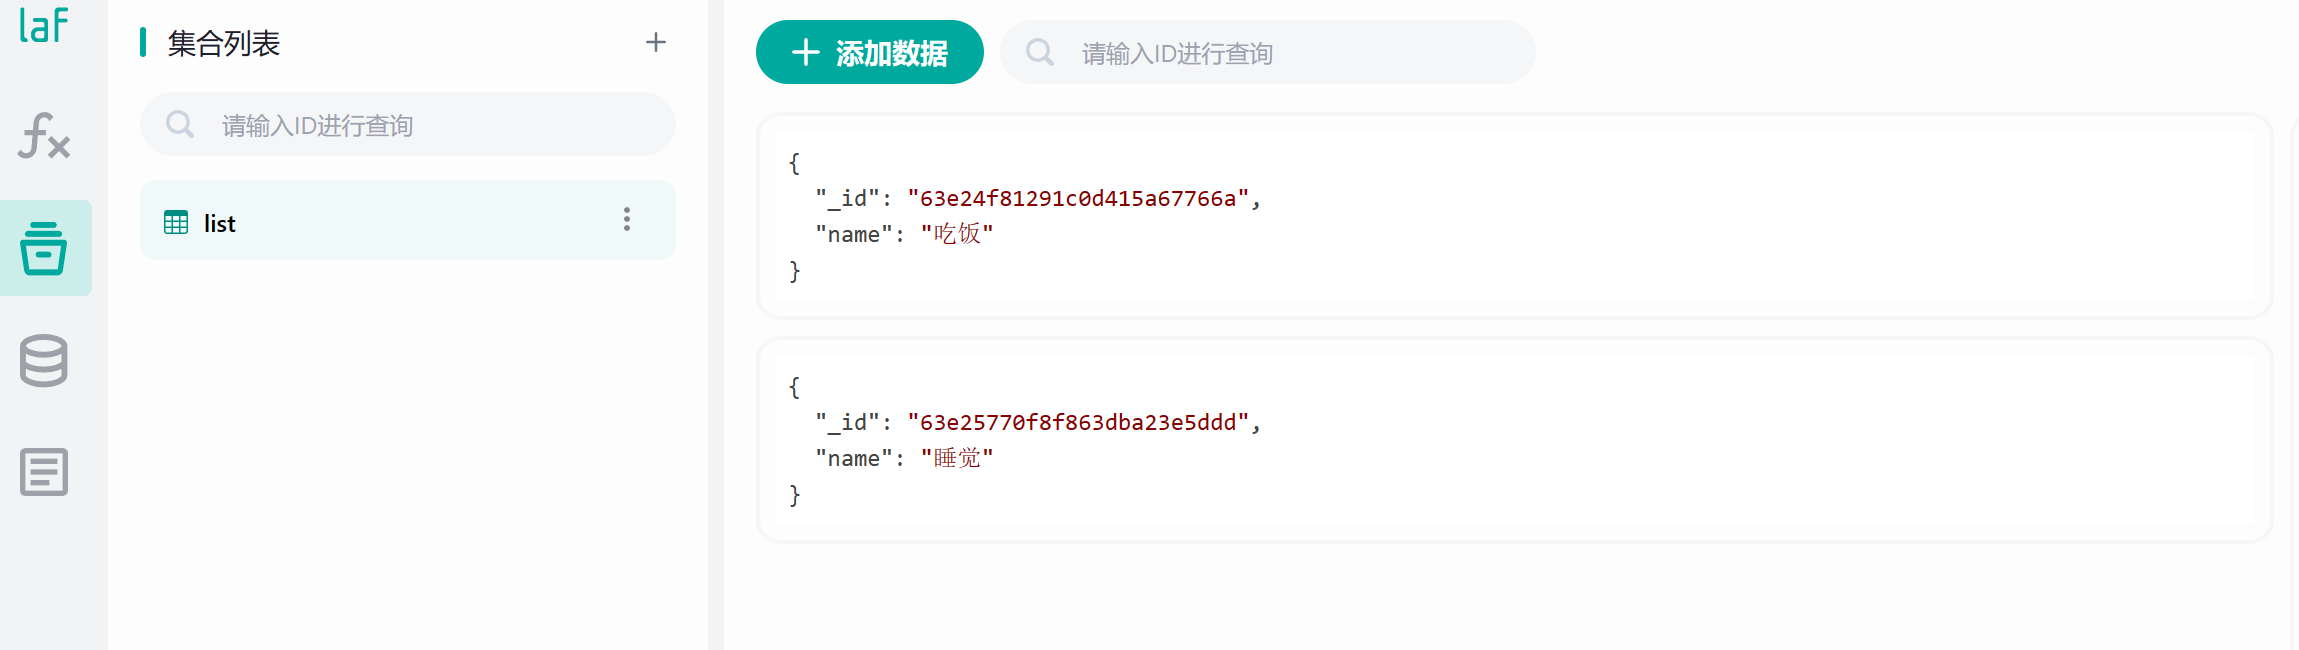 laf
集合列表
请输入ID进行查询
list
添加数据
请输入ID进行查询
{
"_id": "63e24f81291c0d415a67766a",
"name": "吃饭"
}
{
"_id": "63e25770f8f863dba23e5ddd",
"name": "睡觉"
}